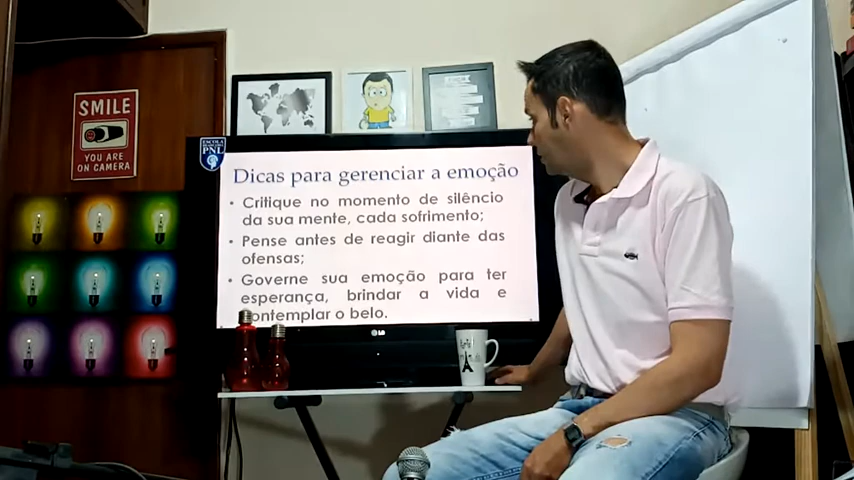 SMILE
YOU ARE
ON CAMERA
ESCOLA
PNL
Dicas para gerenciar a emoção
• Critique no momento de silêncio
da sua mente, cada sofrimento;
• Pense antes de reagir diante das
ofensas;
• Governe sua emoção para ter
esperança, brindar a vida e
contemplar o belo.
LG